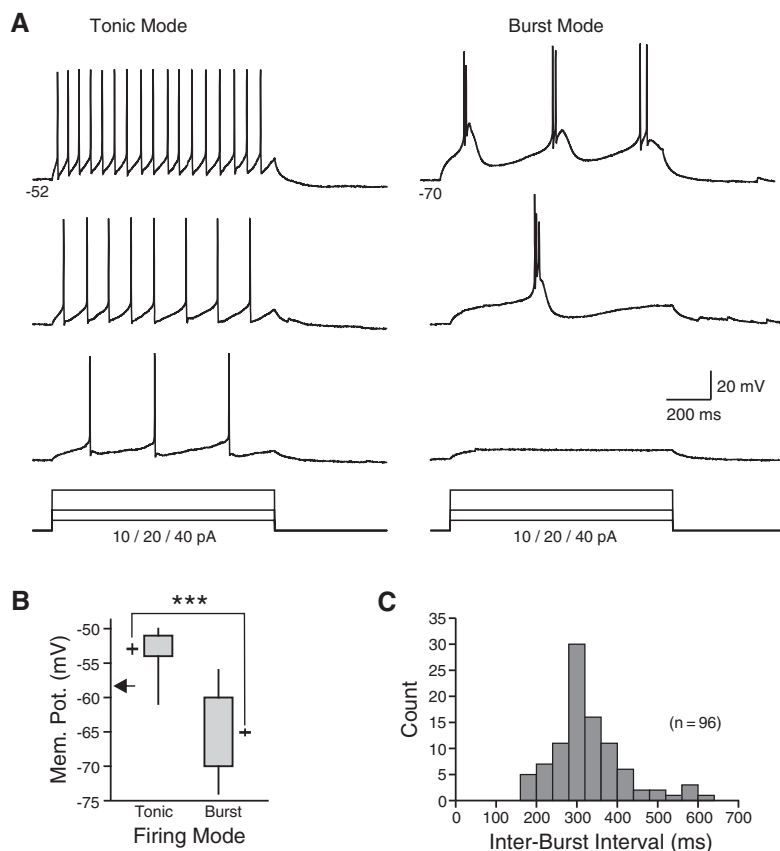 A
Tonic Mode
Burst Mode
-52
-70
20 mV
200 ms
10 / 20 / 40 pA
10 / 20 / 40 pA
B
***
-50
-55
-60
-65
-70
-75
Mem. Pot. (mV)
Tonic
Burst
Firing Mode
C
35
30
25
20
15
10
5
0
Count
(n = 96)
0
100
200
300
400
500
600
700
Inter-Burst Interval (ms)